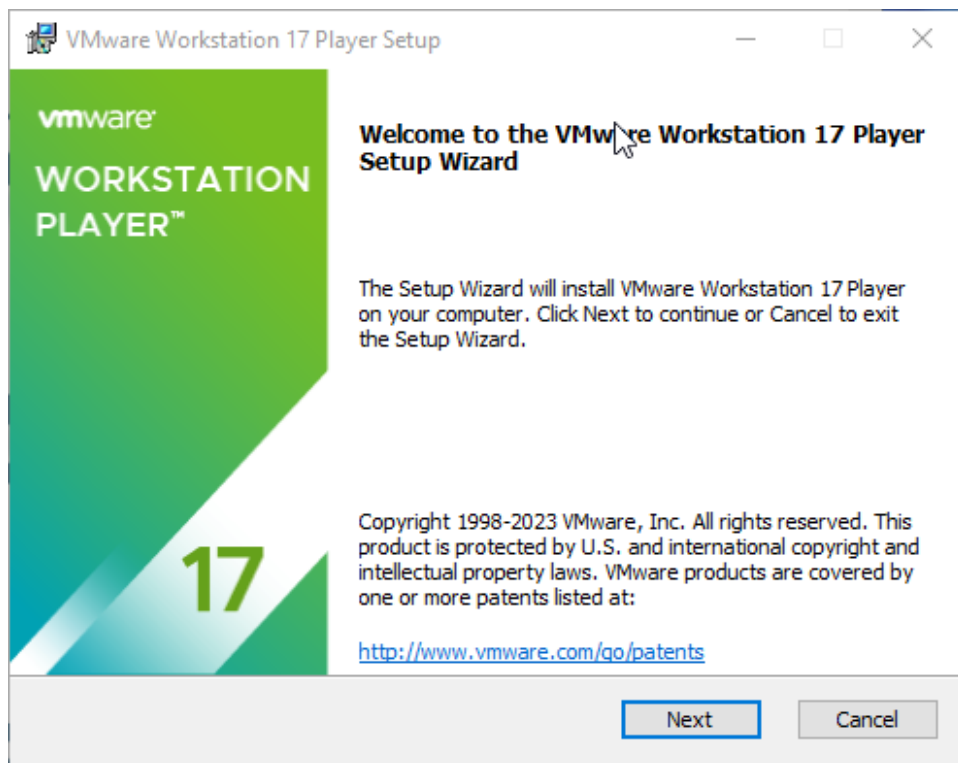 VMware Workstation 17 Player Setup
vmware®
WORKSTATION
PLAYER™
Welcome to the VMware Workstation 17 Player
Setup Wizard
The Setup Wizard will install VMware Workstation 17 Player
on your computer. Click Next to continue or Cancel to exit
the Setup Wizard.
Copyright 1998-2023 VMware, Inc. All rights reserved. This
product is protected by U.S. and international copyright and
intellectual property laws. VMware products are covered by
one or more patents listed at:
17
http://www.vmware.com/go/patents
Next
Cancel